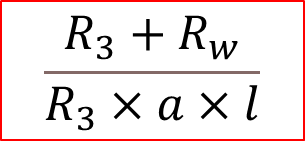 R₃ + R_w
R₃ × a × l